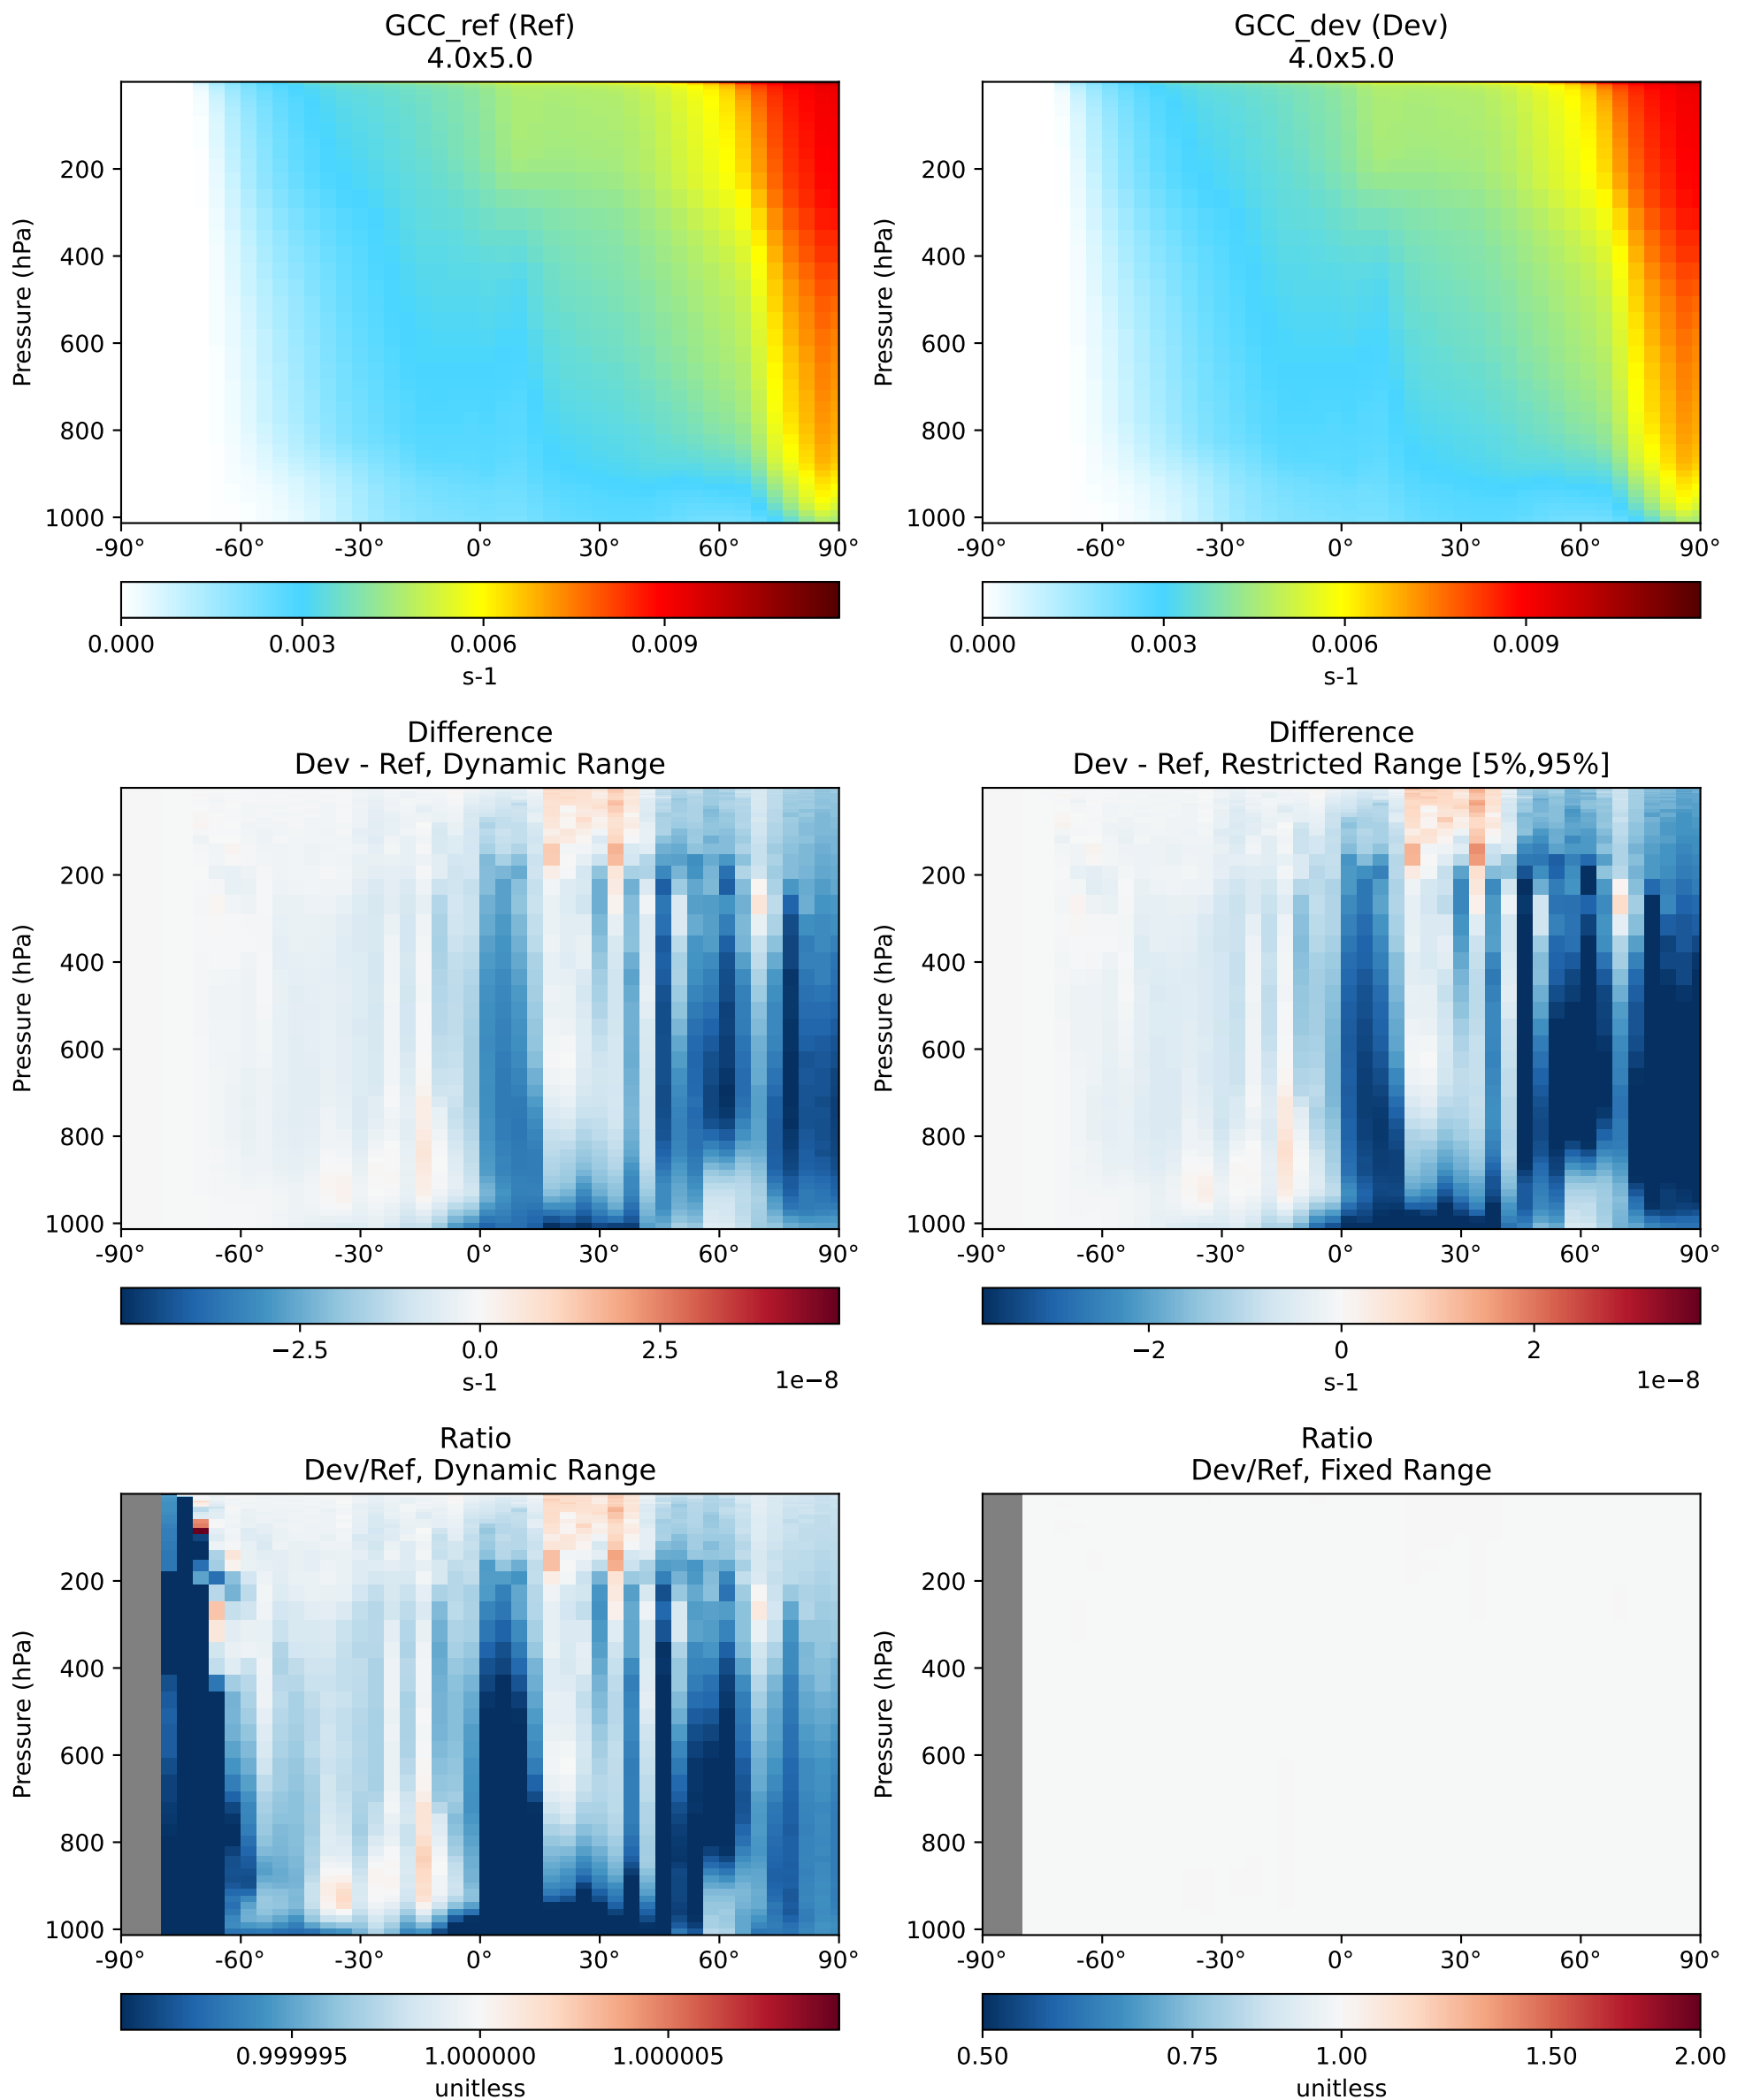 GCC_ref (Ref)
4.0x5.0
Pressure (hPa)
200
400
600
800
1000
-90° -60° -30° 0° 30° 60° 90°
0.000 0.003 0.006 0.009
s-1
GCC_dev (Dev)
4.0x5.0
Pressure (hPa)
200
400
600
800
1000
-90° -60° -30° 0° 30° 60° 90°
0.000 0.003 0.006 0.009
s-1
Difference
Dev - Ref, Dynamic Range
Pressure (hPa)
200
400
600
800
1000
-90° -60° -30° 0° 30° 60° 90°
−2.5 0.0 2.5
s-1 1e−8
Difference
Dev - Ref, Restricted Range [5%,95%]
Pressure (hPa)
200
400
600
800
1000
-90° -60° -30° 0° 30° 60° 90°
−2 0 2
s-1 1e−8
Ratio
Dev/Ref, Dynamic Range
Pressure (hPa)
200
400
600
800
1000
-90° -60° -30° 0° 30° 60° 90°
0.999995 1.000000 1.000005
unitless
Ratio
Dev/Ref, Fixed Range
Pressure (hPa)
200
400
600
800
1000
-90° -60° -30° 0° 30° 60° 90°
0.50 0.75 1.00 1.50 2.00
unitless